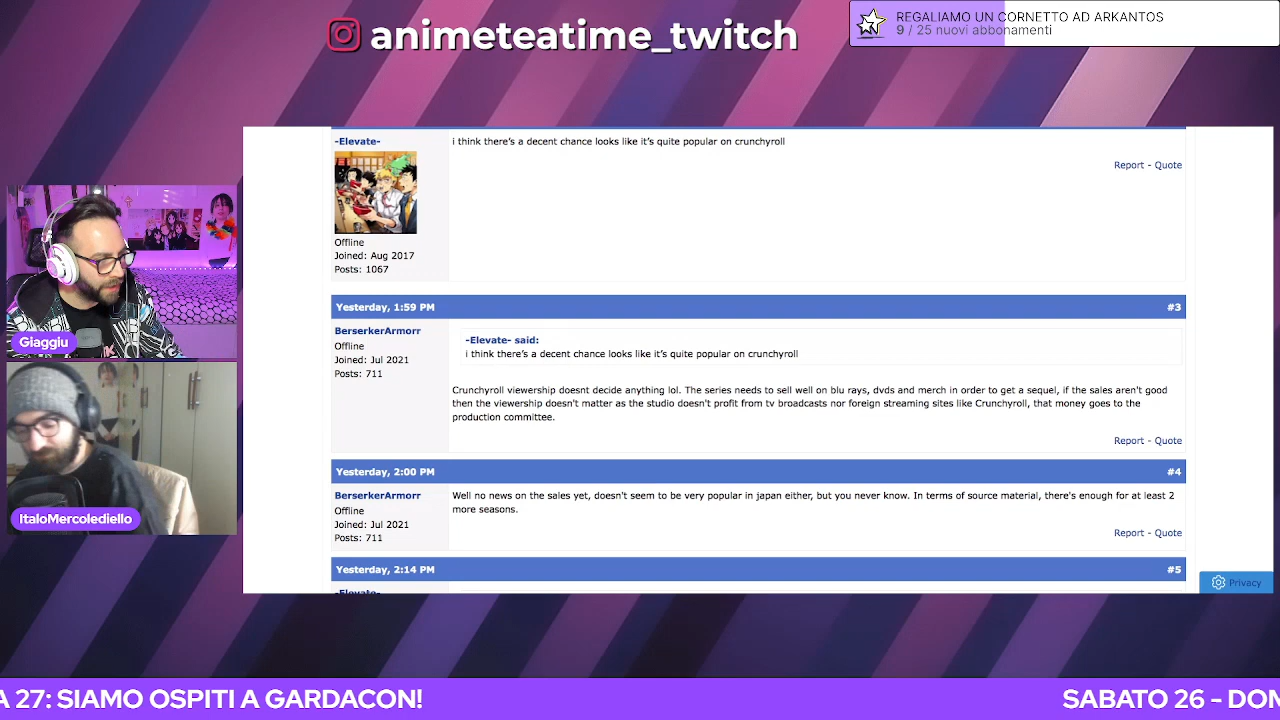 animeteatime_twitch
REGALIAMO UN CORNETTO AD ARKANTOS
9 / 25 nuovi abbonamenti
-Elevate-
i think there's a decent chance looks like it's quite popular on crunchyroll
Report - Quote
Offline
Joined: Aug 2017
Posts: 1067
Yesterday, 1:59 PM
#3
BerserkerArmorr
Offline
Joined: Jul 2021
Posts: 711
-Elevate- said:
i think there's a decent chance looks like it's quite popular on crunchyroll
Crunchyroll viewership doesnt decide anything lol. The series needs to sell well on blu rays, dvds and merch in order to get a sequel, if the sales aren't good
then the viewership doesn't matter as the studio doesn't profit from tv broadcasts nor foreign streaming sites like Crunchyroll, that money goes to the
production committee.
Report - Quote
Yesterday, 2:00 PM
#4
BerserkerArmorr
Offline
Joined: Jul 2021
Posts: 711
Well no news on the sales yet, doesn't seem to be very popular in japan either, but you never know. In terms of source material, there's enough for at least 2
more seasons.
Report - Quote
Yesterday, 2:14 PM
#5
-Elevate-
Privacy
Giaggiu
ItaloMercolediello
A 27: SIAMO OSPITI A GARDACON!
SABATO 26 - DOM